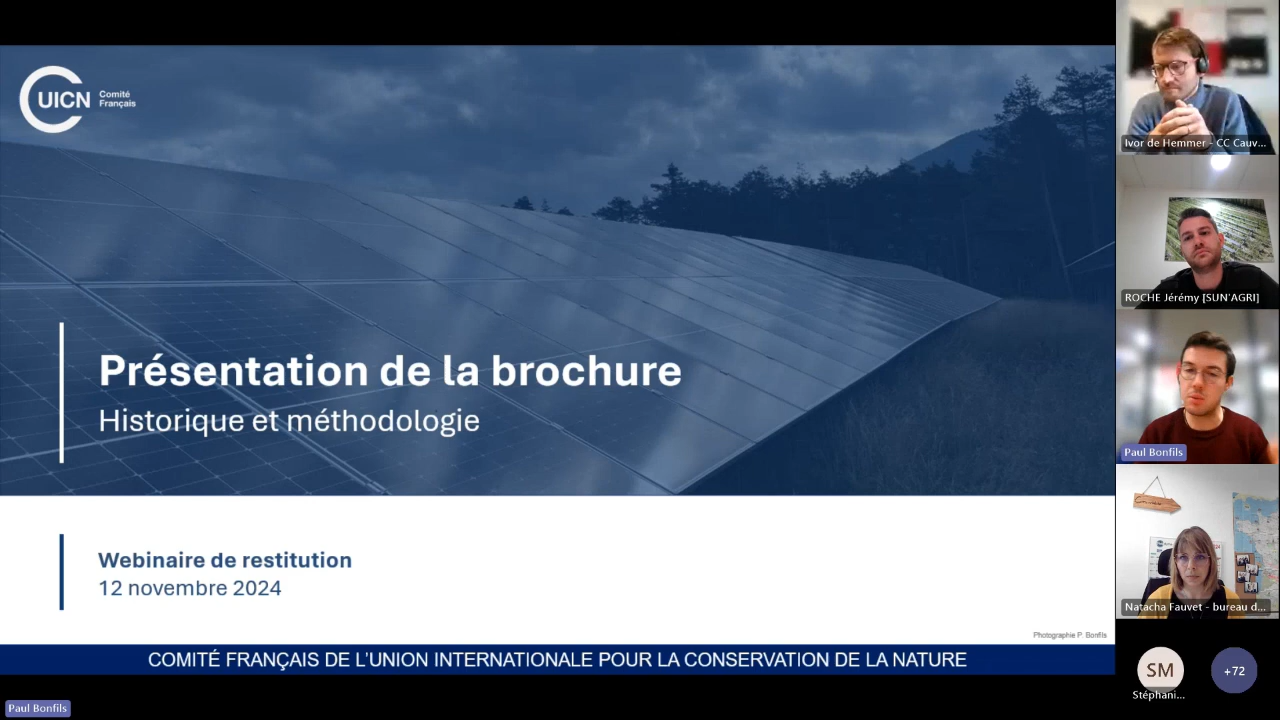 UICN
Comité
Français
Présentation de la brochure
Historique et méthodologie
Webinaire de restitution
12 novembre 2024
Photographie P. Bonfils
COMITÉ FRANÇAIS DE L'UNION INTERNATIONALE POUR LA CONSERVATION DE LA NATURE
Paul Bonfils
Ivor de Hemmer - CC Cauv...
ROCHE Jérémy [SUN'AGRI]
Paul Bonfils
Natacha Fauvet - bureau d...
SM
Stéphani...
+72